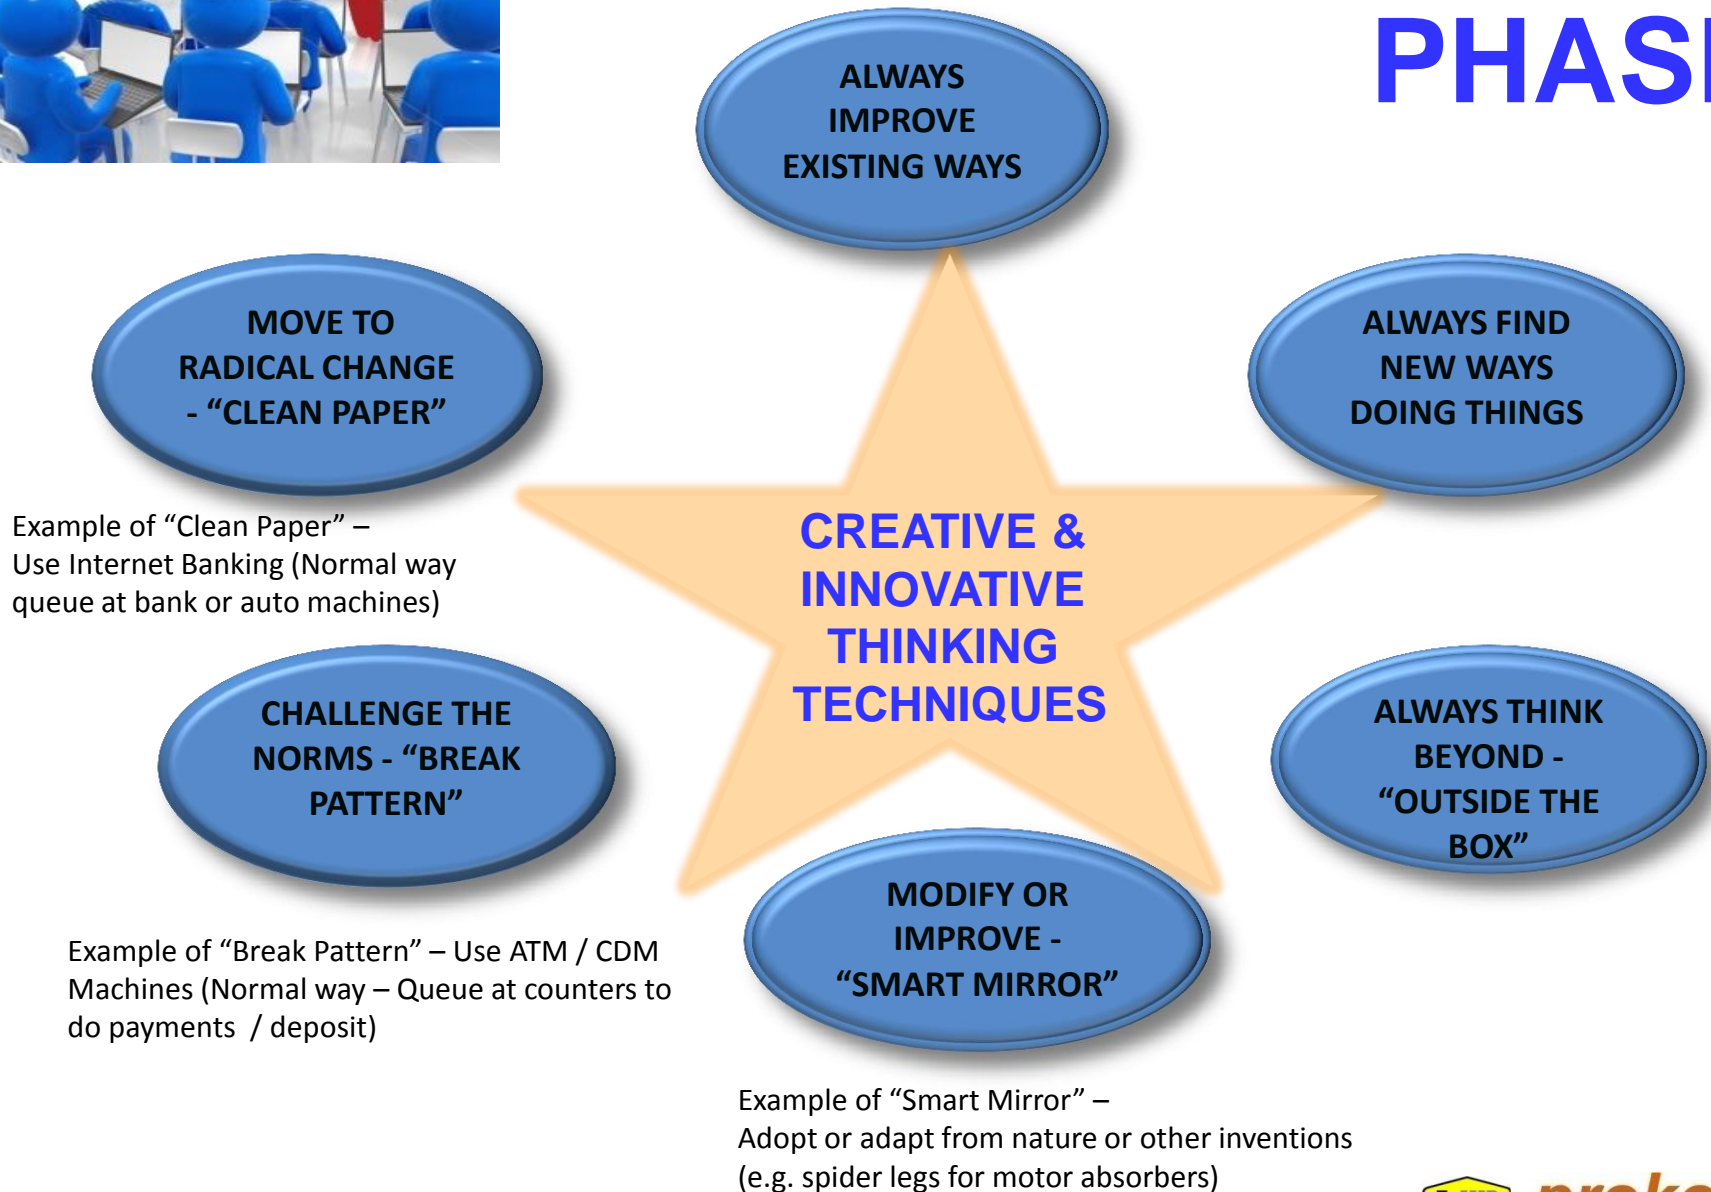 PHAS
ALWAYS
IMPROVE
EXISTING WAYS
MOVE TO
RADICAL CHANGE
- “CLEAN PAPER”
ALWAYS FIND
NEW WAYS
DOING THINGS
Example of “Clean Paper” –
Use Internet Banking (Normal way
queue at bank or auto machines)
CREATIVE &
INNOVATIVE
THINKING
TECHNIQUES
CHALLENGE THE
NORMS - “BREAK
PATTERN”
ALWAYS THINK
BEYOND -
“OUTSIDE THE
BOX”
Example of “Break Pattern” – Use ATM / CDM
Machines (Normal way – Queue at counters to
do payments / deposit)
MODIFY OR
IMPROVE -
“SMART MIRROR”
Example of “Smart Mirror” –
Adopt or adapt from nature or other inventions
(e.g. spider legs for motor absorbers)